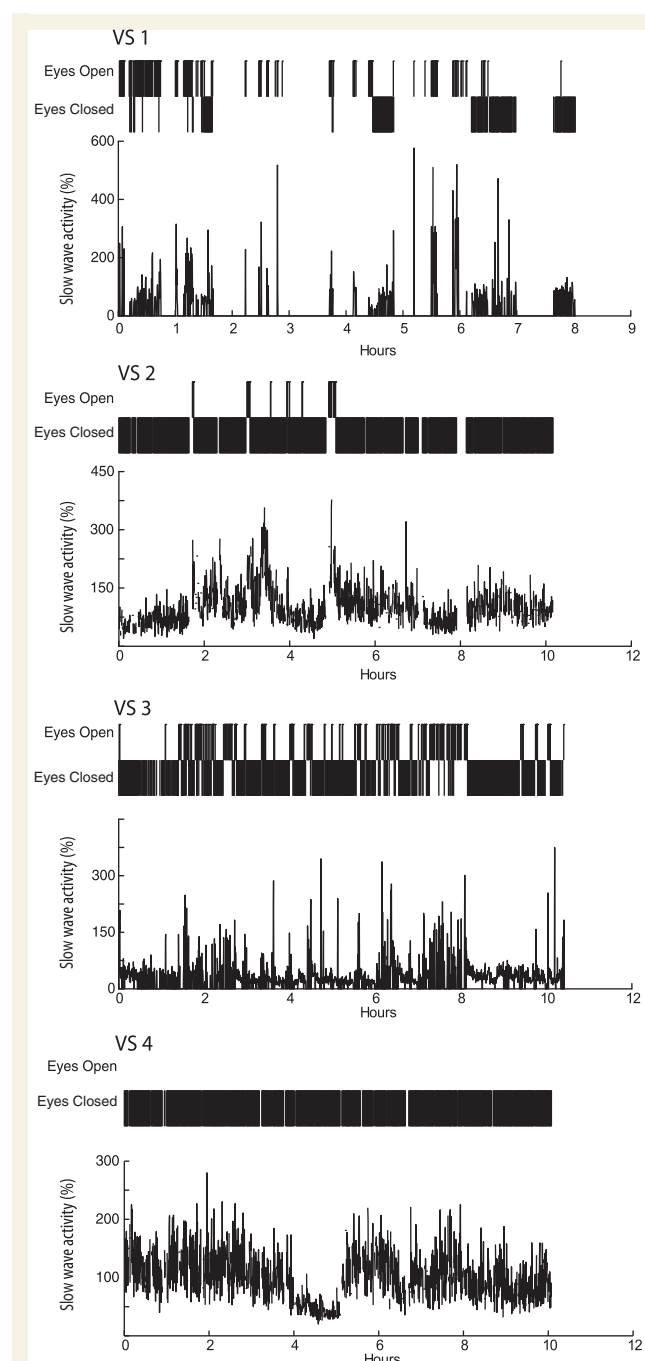 VS 1
Eyes Open
Eyes Closed
Slow wave activity (%)
600
400
200
0
0 1 2 3 4 5 6 7 8 9
Hours
VS 2
Eyes Open
Eyes Closed
Slow wave activity (%)
450
300
150
0 2 4 6 8 10 12
Hours
VS 3
Eyes Open
Eyes Closed
Slow wave activity (%)
300
150
0
0 2 4 6 8 10 12
Hours
VS 4
Eyes Open
Eyes Closed
Slow wave activity (%)
300
200
100
0 2 4 6 8 10 12
Hours